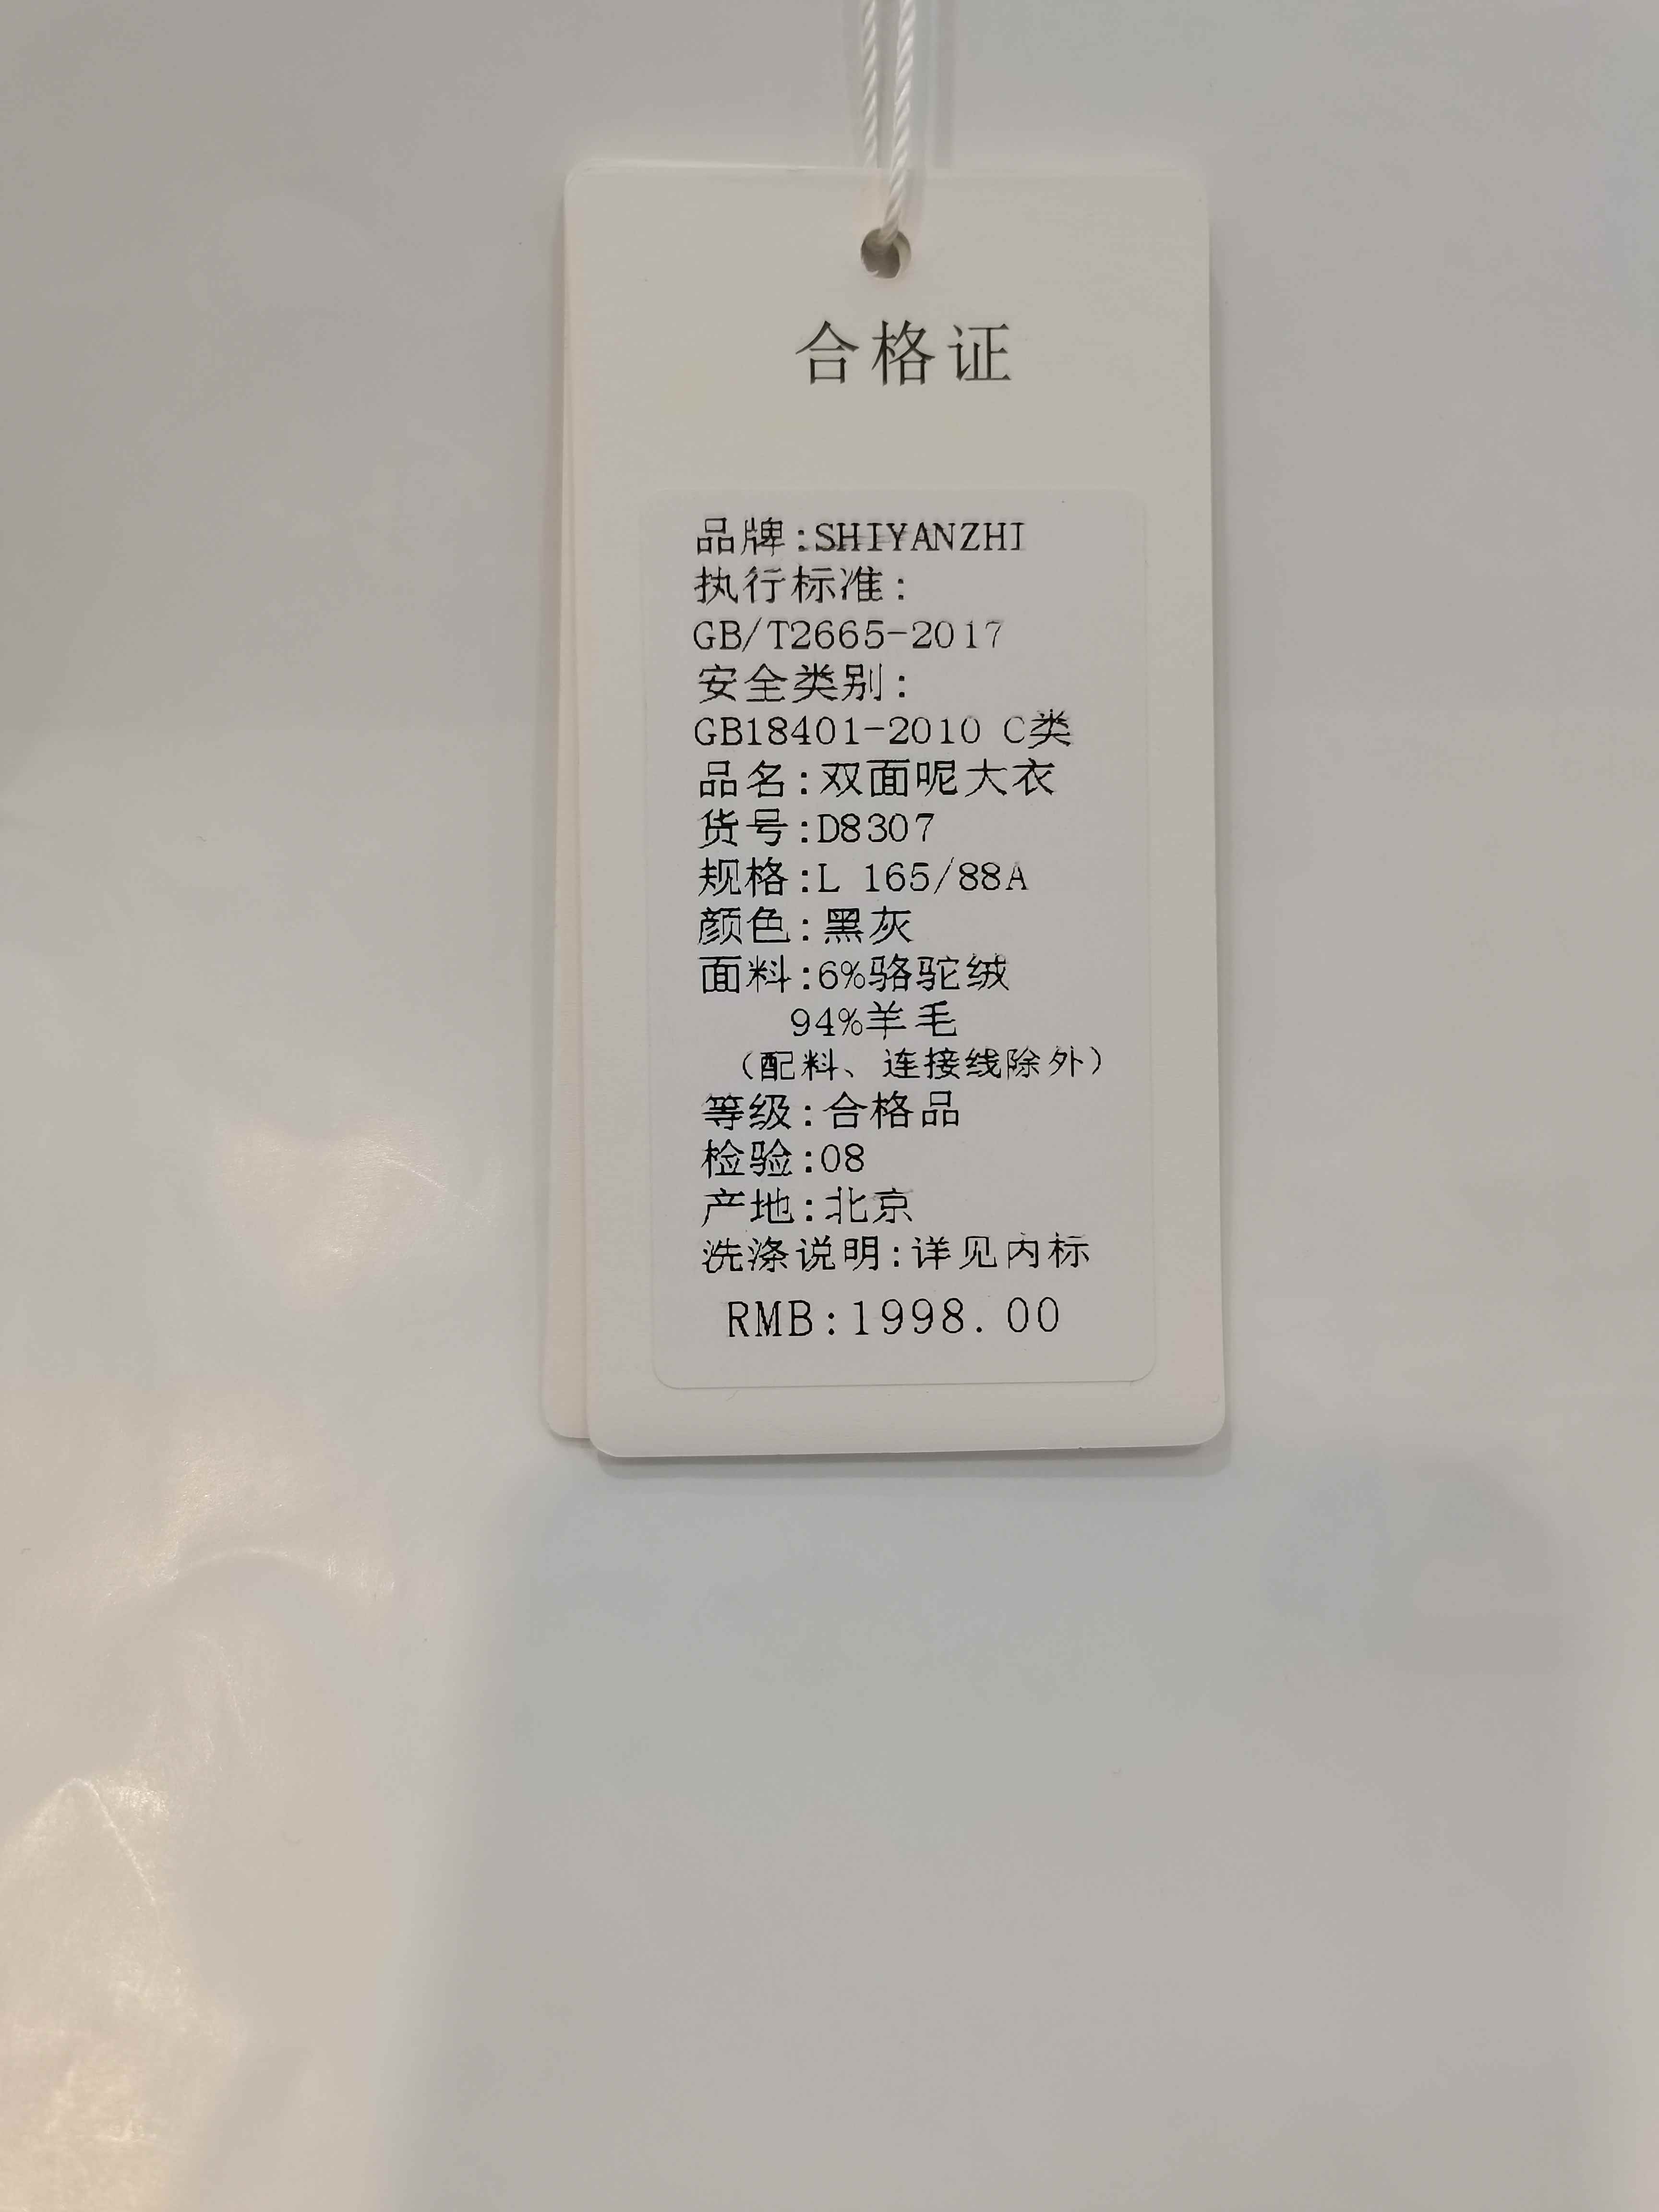 合格证
品牌:SHIYANZHI
执行标准:
GB/T2665-2017
安全类别:
GB18401-2010 C类
品名:双面呢大衣
货号:D8307
规格:L 165/88A
颜色:黑灰
面料:6%骆驼绒
94%羊毛
(配料、连接线除外)
等级:合格品
检验:08
产地:北京
洗涤说明:详见内标
RMB:1998.00